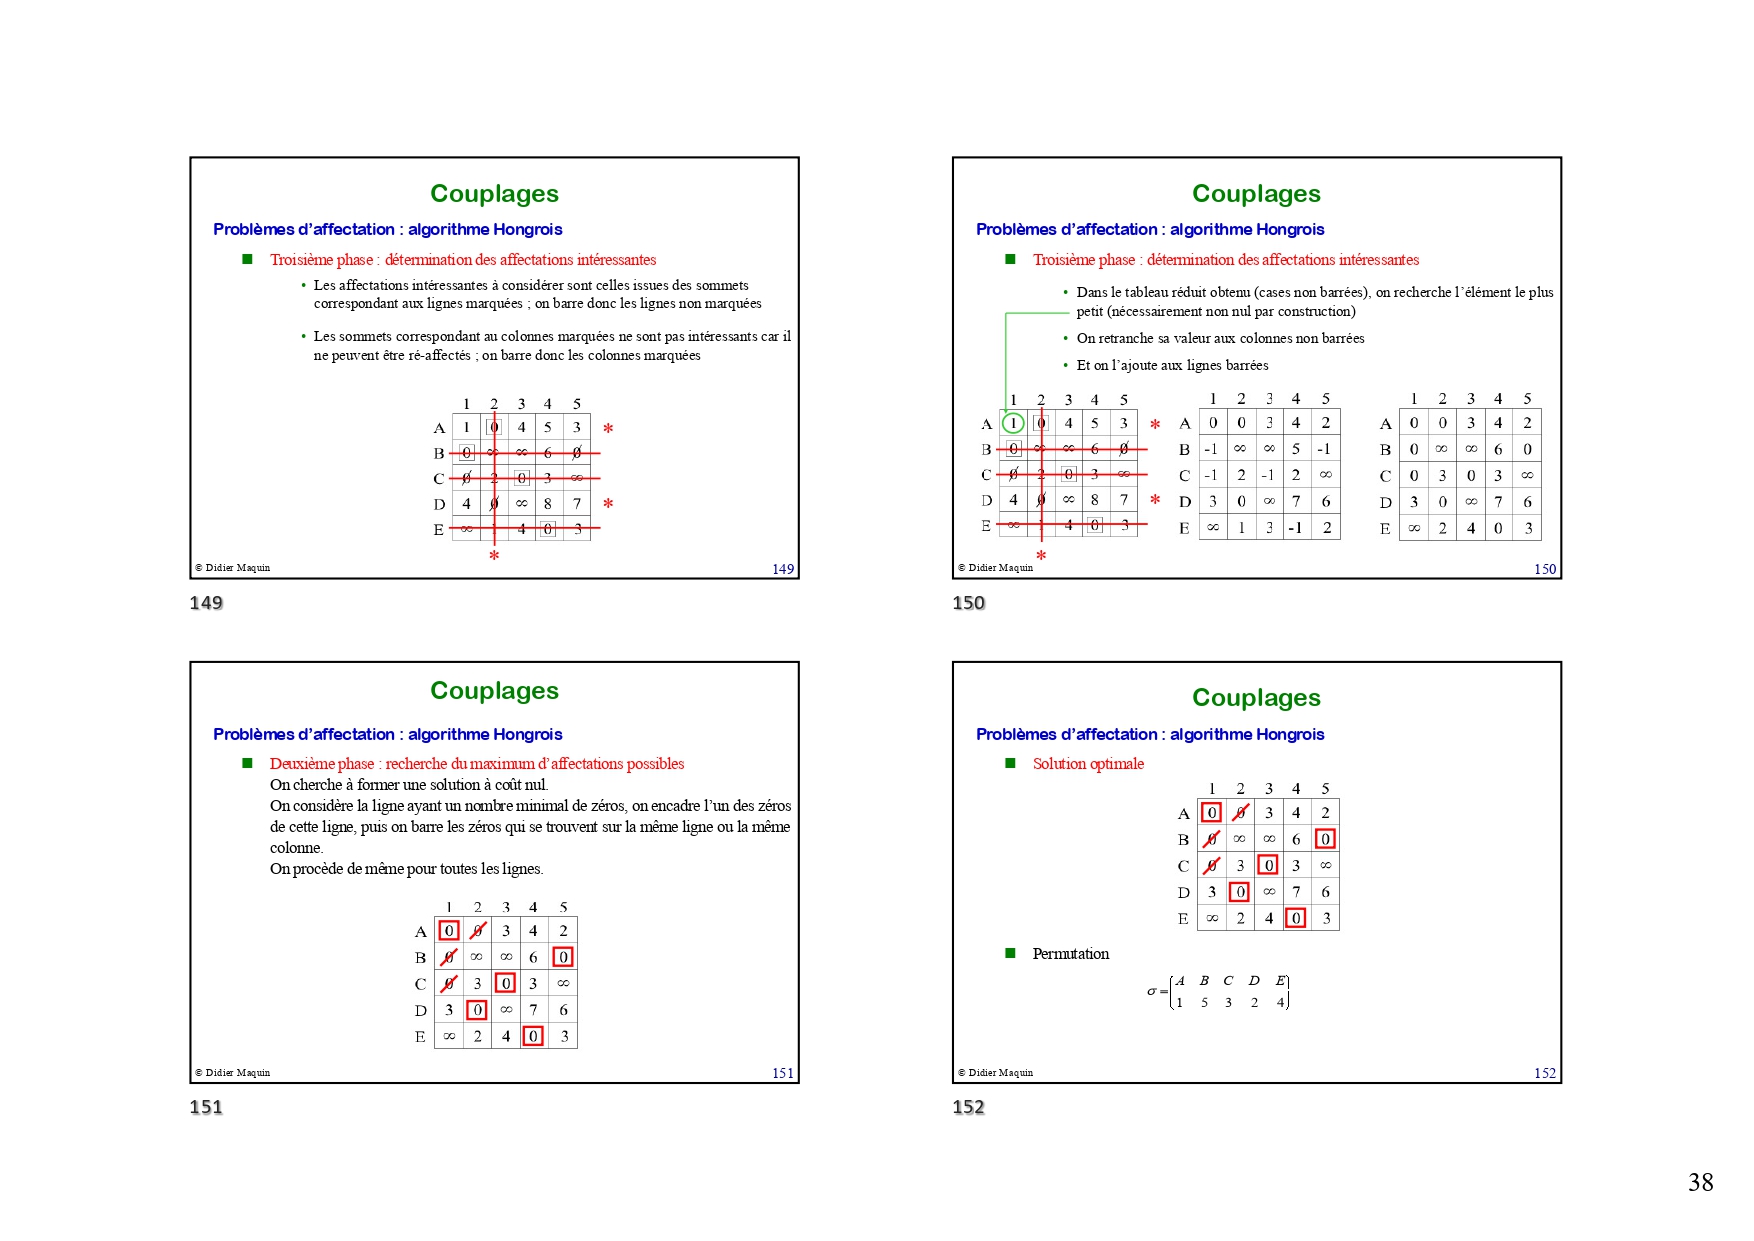 Couplages
Problèmes d'affectation : algorithme Hongrois
Troisième phase : détermination des affectations intéressantes
• Les affectations intéressantes à considérer sont celles issues des sommets
correspondant aux lignes marquées ; on barre donc les lignes non marquées
• Les sommets correspondant au colonnes marquées ne sont pas intéressants car il
ne peuvent être ré-affectés ; on barre donc les colonnes marquées
1 2 3 4 5
A 1 0 4 5 3 *
B 0 ∞ ∞ 6 0
C 0 2 0 3 ∞
D 4 0 ∞ 8 7 *
E ∞ 1 4 0 3
*
© Didier Maquin 149
149
Couplages
Problèmes d'affectation : algorithme Hongrois
Troisième phase : détermination des affectations intéressantes
• Dans le tableau réduit obtenu (cases non barrées), on recherche l'élément le plus
petit (nécessairement non nul par construction)
• On retranche sa valeur aux colonnes non barrées
• Et on l'ajoute aux lignes barrées
1 2 3 4 5
A 1 0 4 5 3 *
B 0 ∞ ∞ 6 0
C 0 2 0 3 ∞
D 4 0 ∞ 8 7 *
E ∞ 1 4 0 3
*
1 2 3 4 5
A 0 0 3 4 2
B -1 ∞ ∞ 5 -1
C -1 2 -1 2 ∞
D 3 0 ∞ 7 6
E ∞ 1 3 -1 2
1 2 3 4 5
A 0 0 3 4 2
B 0 ∞ ∞ 6 0
C 0 3 0 3 ∞
D 3 0 ∞ 7 6
E ∞ 2 4 0 3
© Didier Maquin 150
150
Couplages
Problèmes d'affectation : algorithme Hongrois
Deuxième phase : recherche du maximum d'affectations possibles
On cherche à former une solution à coût nul.
On considère la ligne ayant un nombre minimal de zéros, on encadre l'un des zéros
de cette ligne, puis on barre les zéros qui se trouvent sur la même ligne ou la même
colonne.
On procède de même pour toutes les lignes.
1 2 3 4 5
A 0 0 3 4 2
B 0 ∞ ∞ 6 0
C 0 3 0 3 ∞
D 3 0 ∞ 7 6
E ∞ 2 4 0 3
© Didier Maquin 151
151
Couplages
Problèmes d'affectation : algorithme Hongrois
Solution optimale
1 2 3 4 5
A 0 0 3 4 2
B 0 ∞ ∞ 6 0
C 0 3 0 3 ∞
D 3 0 ∞ 7 6
E ∞ 2 4 0 3
Permutation
A B C D E
σ =
1 5 3 2 4
© Didier Maquin 152
152
38